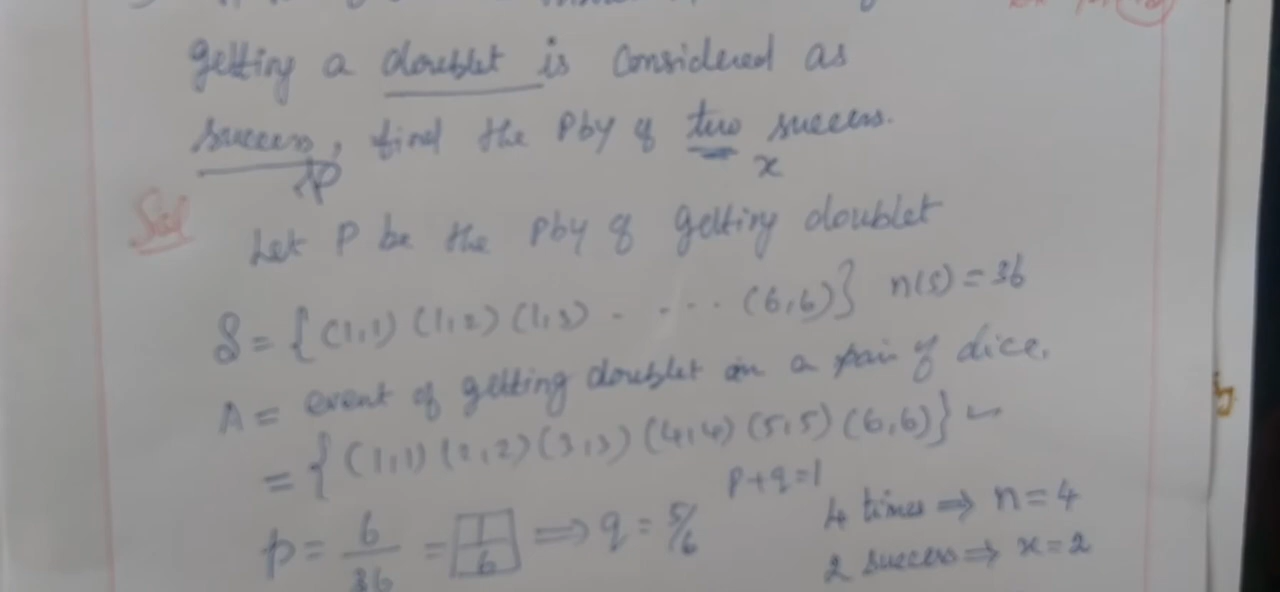 getting a doublet is considered as
success, find the Pby of two success.
p x
Sol
Let P be the Pby of getting doublet
S = { (1,1) (1,2) (1,3) . . . . (6,6)} n(s) = 36
A = event of getting doublet in a pair of dice.
= { (1,1) (2,2) (3,3) (4,4) (5,5) (6,6)}
p+q=1
p = 6/36 = 1/6 ⟹ q = 5/6
4 times ⟹ n = 4
2 success ⟹ x = 2